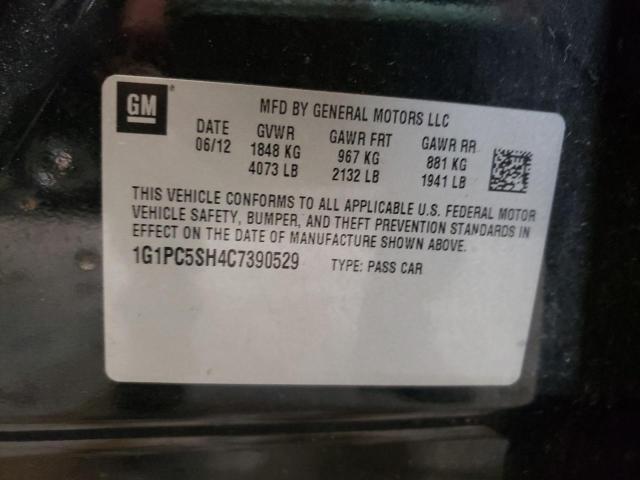 GM
MFD BY GENERAL MOTORS LLC
DATE GVWR GAWR FRT GAWR RR
06/12 1848 KG 967 KG 881 KG
4073 LB 2132 LB 1941 LB
THIS VEHICLE CONFORMS TO ALL APPLICABLE U.S. FEDERAL MOTOR
VEHICLE SAFETY, BUMPER, AND THEFT PREVENTION STANDARDS IN
EFFECT ON THE DATE OF MANUFACTURE SHOWN ABOVE.
1G1PC5SH4C7390529 TYPE: PASS CAR